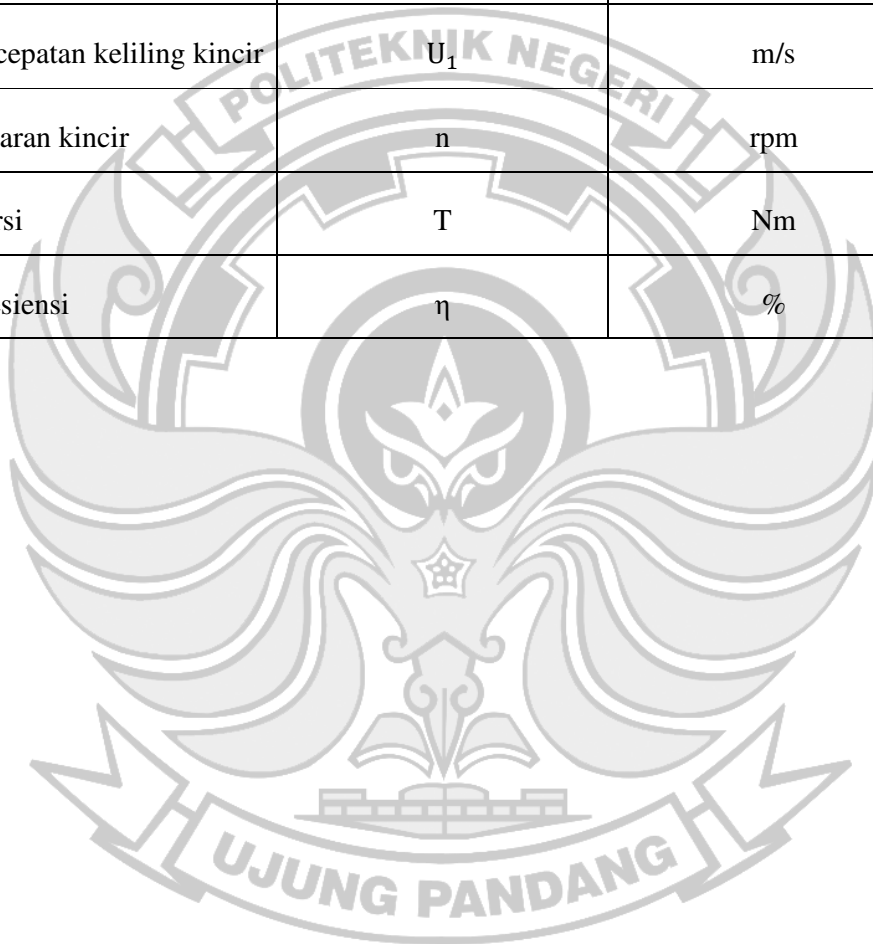 cepatan keliling kincir U₁ m/s
aran kincir n rpm
rsi T Nm
siensi η %
POLITEKNIK NEGERI
UJUNG PANDANG